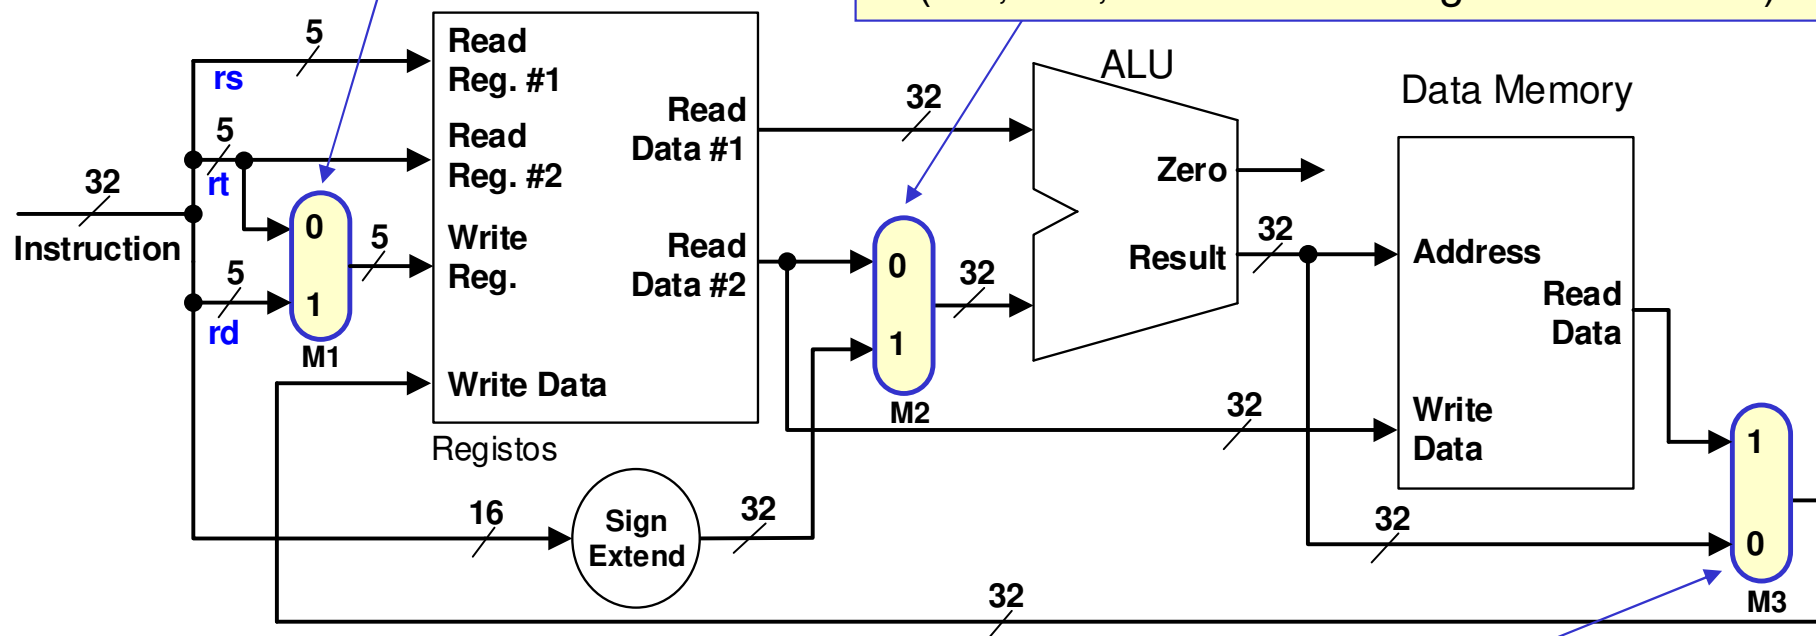 5
Read
Reg. #1
rs
ALU
Data Memory
32
Read
Data #1
5
Read
Reg. #2
rt
Zero
32
Instruction
0
5
Write
Reg.
Read
Data #2
0
32
Result
32
Address
Read
Data
5
1
rd
M1
1
Write Data
M2
32
Write
Data
1
Registos
16
Sign
Extend
32
32
0
M3
32